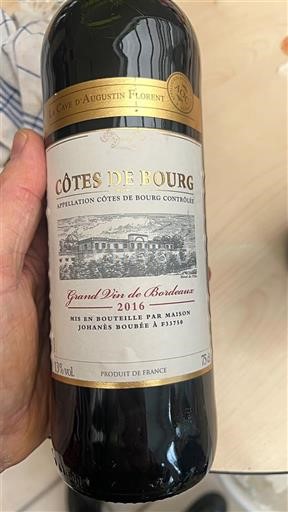 La Cave d'Augustin Florent
CÔTES DE BOURG
APPELLATION CÔTES DE BOURG CONTRÔLÉE
Grand Vin de Bordeaux
2016
MIS EN BOUTEILLE PAR MAISON
JOHANÈS BOUBÉE À F33750
13% vol.
75cl
PRODUIT DE FRANCE